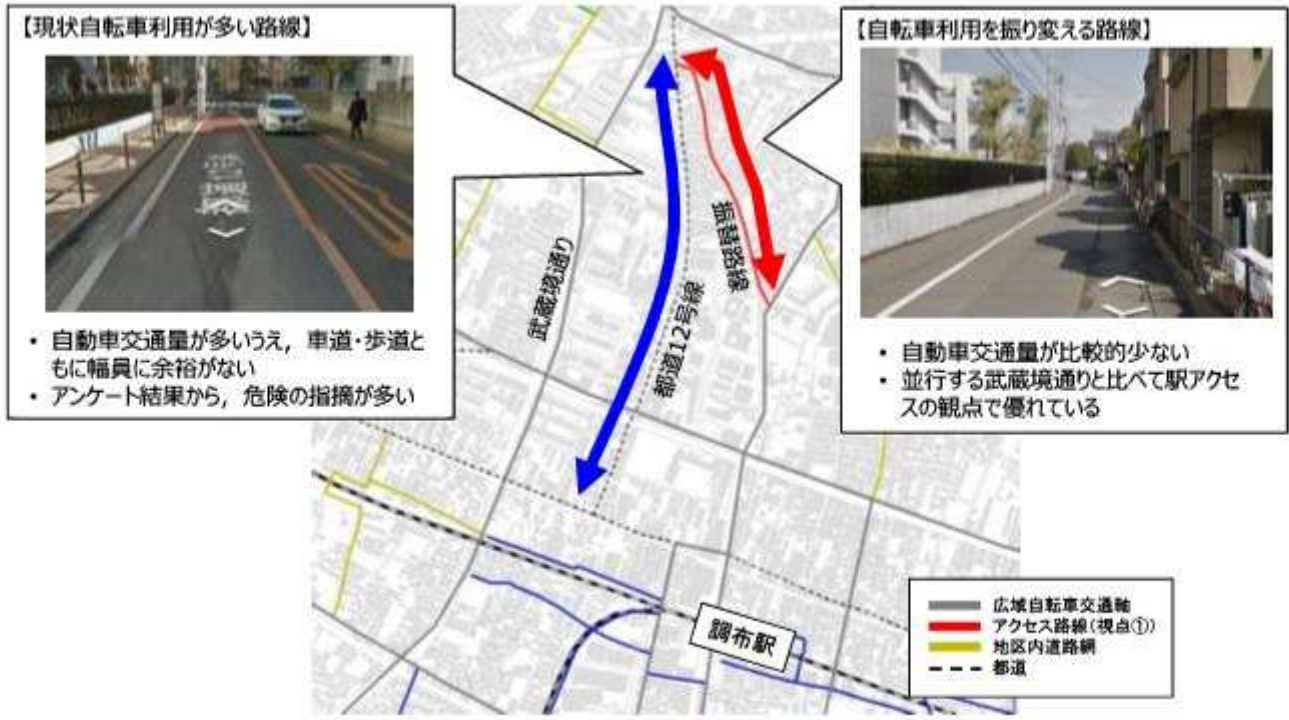 【現状自転車利用が多い路線】
・ 自動車交通量が多いうえ，車道・歩道と
もに幅員に余裕がない
・ アンケート結果から，危険の指摘が多い
【自転車利用を振り変える路線】
・ 自動車交通量が比較的少ない
・ 並行する武蔵境通りと比べて駅アクセ
スの観点で優れている
武蔵境通り
都道12号線
振替路線
調布駅
広域自転車交通軸
アクセス路線(視点①)
地区内道路網
都道